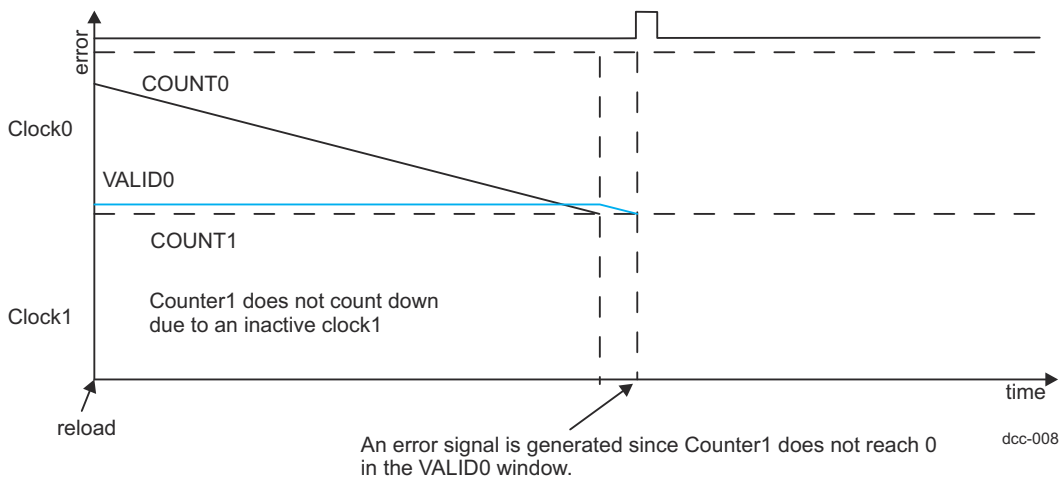 error
COUNT0
Clock0
VALID0
COUNT1
Counter1 does not count down
due to an inactive clock1
Clock1
time
reload
An error signal is generated since Counter1 does not reach 0
in the VALID0 window.
dcc-008